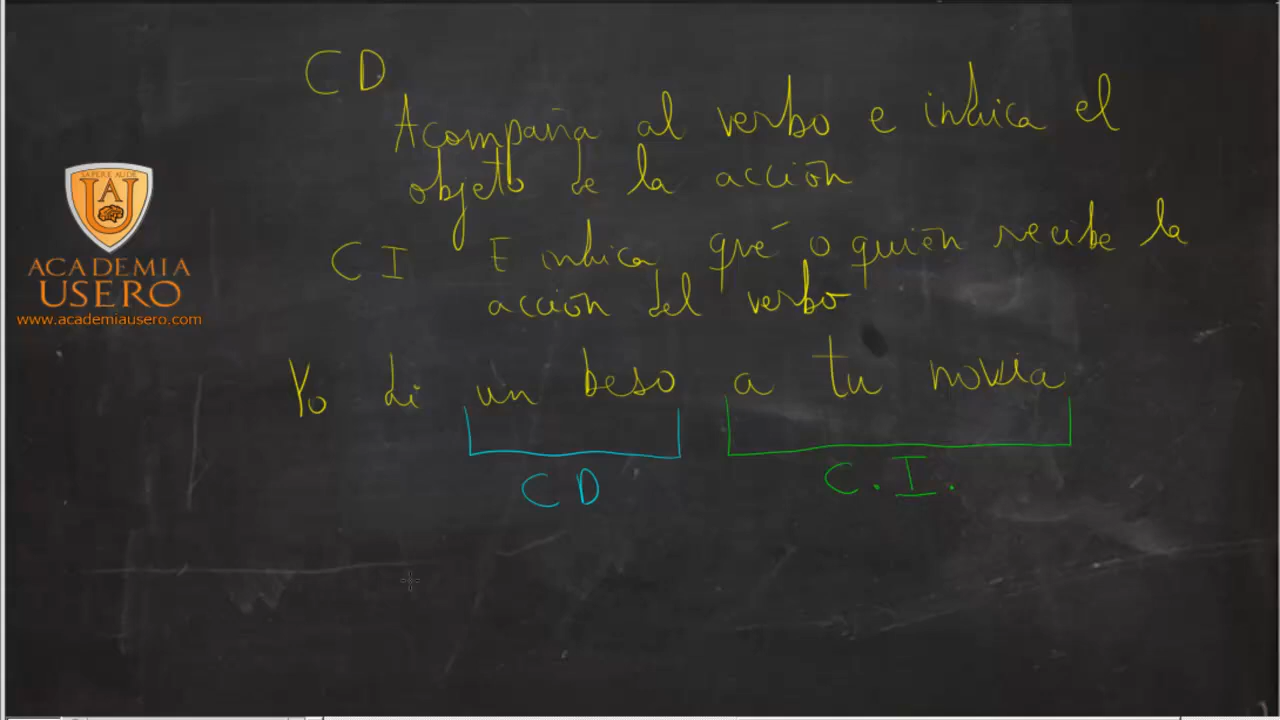 CD
Acompaña al verbo e indica el
objeto de la acción
CI E indica qué o quién recibe la
acción del verbo
Yo di un beso a tu novia
CD C.I.
UA
ACADEMIA
USERO
www.academiausero.com